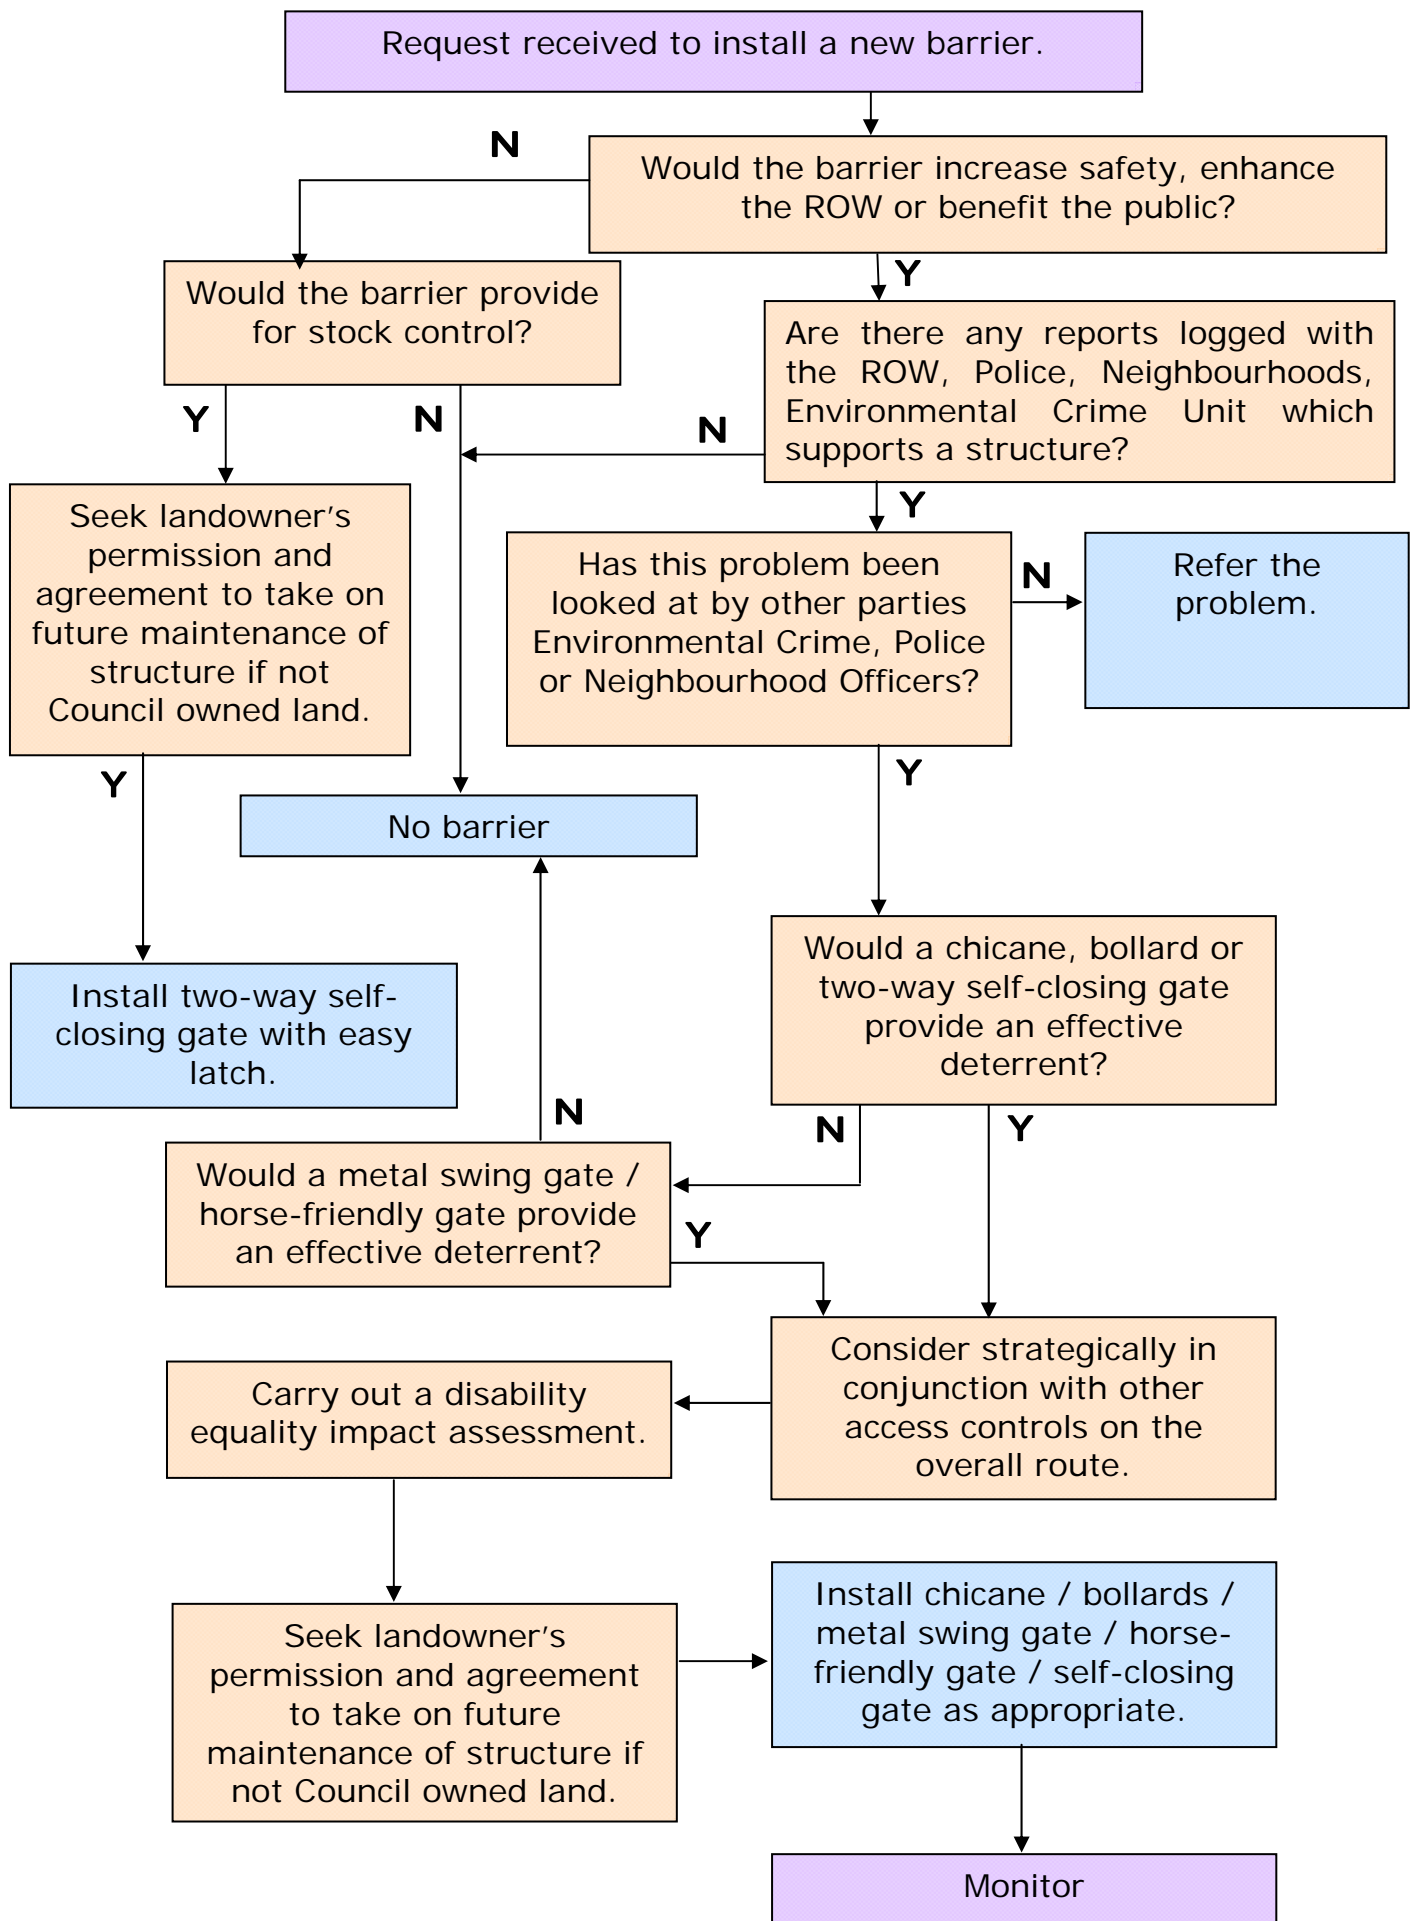 Request received to install a new barrier.
N
Would the barrier increase safety, enhance
the ROW or benefit the public?
Y
Would the barrier provide
for stock control?
Are there any reports logged with
the ROW, Police, Neighbourhoods,
Environmental Crime Unit which
supports a structure?
Y
N
N
Y
Seek landowner’s
permission and
agreement to take on
future maintenance of
structure if not
Council owned land.
Has this problem been
looked at by other parties
Environmental Crime, Police
or Neighbourhood Officers?
N
Refer the
problem.
Y
Y
No barrier
Would a chicane, bollard or
two-way self-closing gate
provide an effective
deterrent?
Install two-way self-
closing gate with easy
latch.
N
N
Y
Would a metal swing gate /
horse-friendly gate provide
an effective deterrent?
Y
Consider strategically in
conjunction with other
access controls on the
overall route.
Carry out a disability
equality impact assessment.
Seek landowner’s
permission and agreement
to take on future
maintenance of structure if
not Council owned land.
Install chicane / bollards /
metal swing gate / horse-
friendly gate / self-closing
gate as appropriate.
Monitor